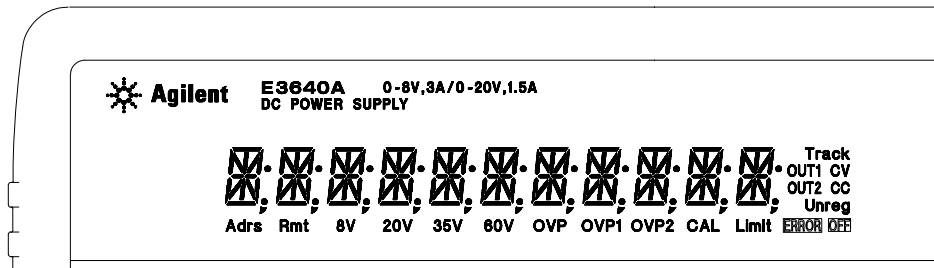 Agilent
E3640A 0-8V,3A/0-20V,1.5A
DC POWER SUPPLY
Track
OUT1 CV
OUT2 CC
Unreg
Adrs Rmt 8V 20V 35V 60V OVP OVP1 OVP2 CAL Limit ERROR OFF